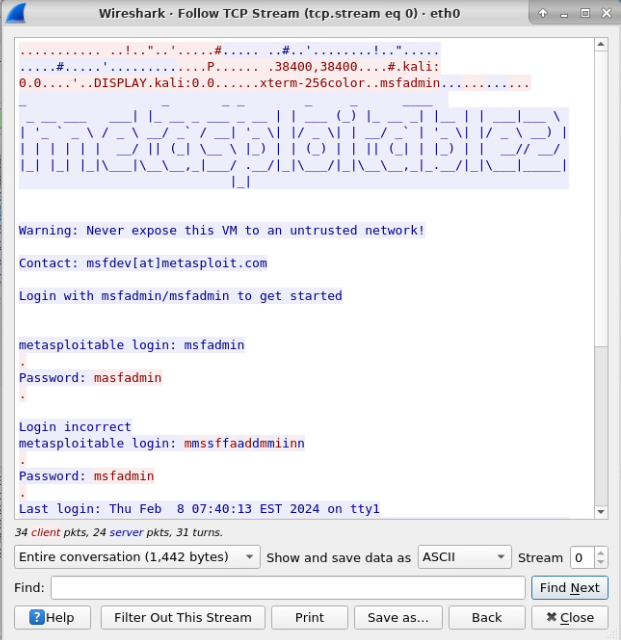 Wireshark · Follow TCP Stream (tcp.stream eq 0) · eth0
........... ..!.."..'.....#..... ..#..'........!..".....
.....#.....'.........‍....P...... .38400,38400....#.kali:
0.0....'..DISPLAY.kali:0.0......xterm-256color..msfadmin............
_                  _       _ _        _     _      ____
 _ __ ___   ___| |_ __ _ ___ _ __ | | ___ (_) |_ __ _| |__ | | ___|___ \
| '_ ` _ \ / _ \ __/ _` / __| '_ \| |/ _ \| | __/ _` | '_ \| |/ _ \ __) |
| | | | | |  __/ || (_| \__ \ |_) | | (_) | | || (_| | |_) | |  __// __/
|_| |_| |_|\___|\__\__,_|___/ .__/|_|\___/|_|\__\__,_|_.__/|_|\___|_____|
                            |_|
Warning: Never expose this VM to an untrusted network!
Contact: msfdev[at]metasploit.com
Login with msfadmin/msfadmin to get started
metasploitable login: msfadmin
.
Password: masfadmin
.
Login incorrect
metasploitable login: mmssffaaddmmiinn
.
Password: msfadmin
.
Last login: Thu Feb  8 07:40:13 EST 2024 on tty1
34 client pkts, 24 server pkts, 31 turns.
Entire conversation (1,442 bytes) Show and save data as ASCII Stream 0
Find: Find Next
Help Filter Out This Stream Print Save as... Back Close